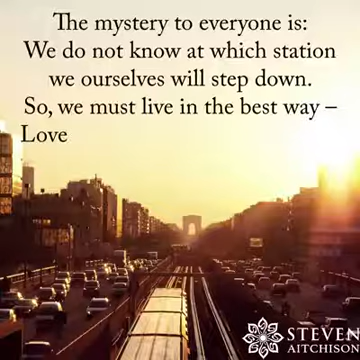 The mystery to everyone is:
We do not know at which station
we ourselves will step down.
So, we must live in the best way –
Love
STEVEN
AITCHISON